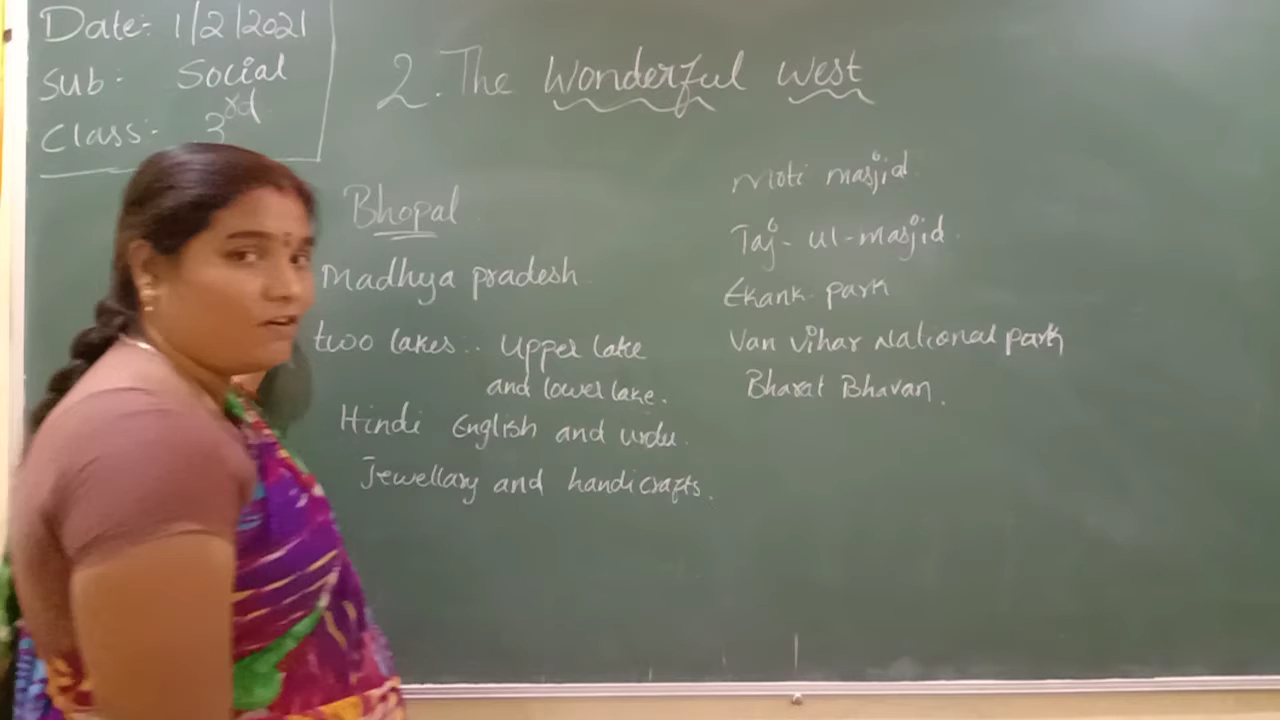 Date:- 1/2/2021
Sub:- Social
Class:- 3rd
2. The Wonderful West
Bhopal
Madhya pradesh
two lakes:- Upper lake
and lower lake.
Hindi English and urdu.
Jewellary and handicrafts.
Moti masjid
Taj-ul-masjid.
Ekank park
Van Vihar National park
Bharat Bhavan.